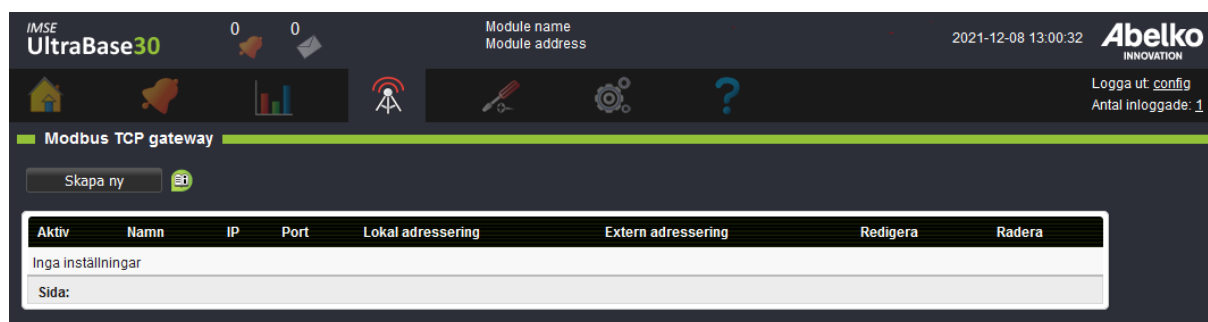 IMSE
UltraBase30
0
0
Module name
Module address
2021-12-08 13:00:32
Abelko
INNOVATION
Logga ut: config
Antal inloggade: 1
Modbus TCP gateway
Skapa ny
Aktiv Namn IP Port Lokal adressering Extern adressering Redigera Radera
Inga inställningar
Sida: